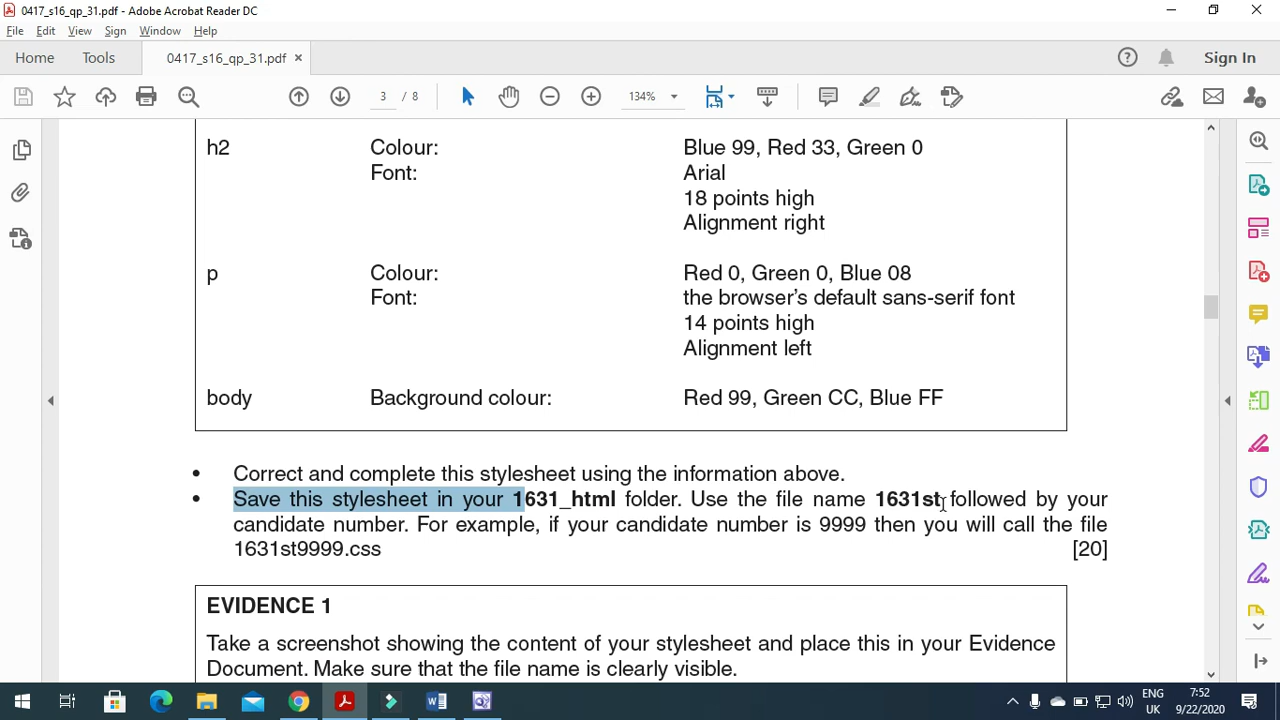 0417_s16_qp_31.pdf - Adobe Acrobat Reader DC
File Edit View Sign Window Help
Home Tools 0417_s16_qp_31.pdf × Sign In
3 / 8 134%
h2 Colour: Blue 99, Red 33, Green 0
Font: Arial
18 points high
Alignment right
p Colour: Red 0, Green 0, Blue 08
Font: the browser's default sans-serif font
14 points high
Alignment left
body Background colour: Red 99, Green CC, Blue FF
• Correct and complete this stylesheet using the information above.
• Save this stylesheet in your 1631_html folder. Use the file name 1631st followed by your
candidate number. For example, if your candidate number is 9999 then you will call the file
1631st9999.css [20]
EVIDENCE 1
Take a screenshot showing the content of your stylesheet and place this in your Evidence
Document. Make sure that the file name is clearly visible.
ENG 7:52
UK 9/22/2020